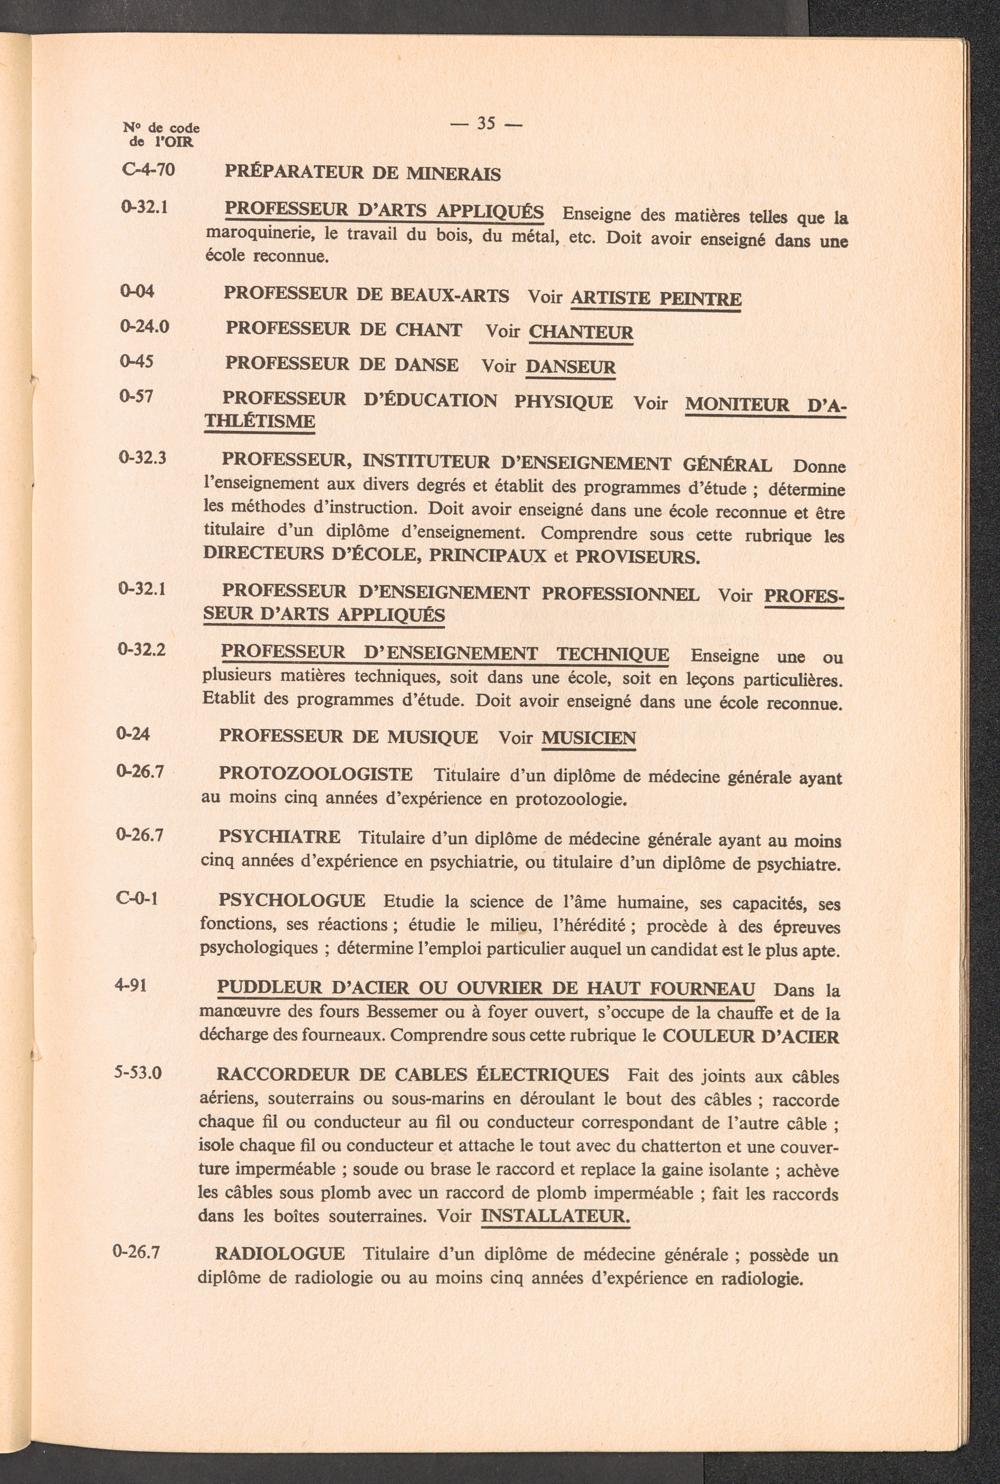 — 35 —
Nº de code
de l'OIR
C-4-70 PRÉPARATEUR DE MINERAIS
0-32.1 PROFESSEUR D'ARTS APPLIQUÉS Enseigne des matières telles que la
maroquinerie, le travail du bois, du métal, etc. Doit avoir enseigné dans une
école reconnue.
0-04 PROFESSEUR DE BEAUX-ARTS Voir ARTISTE PEINTRE
0-24.0 PROFESSEUR DE CHANT Voir CHANTEUR
0-45 PROFESSEUR DE DANSE Voir DANSEUR
0-57 PROFESSEUR D'ÉDUCATION PHYSIQUE Voir MONITEUR D'A-
THLÉTISME
0-32.3 PROFESSEUR, INSTITUTEUR D'ENSEIGNEMENT GÉNÉRAL Donne
l'enseignement aux divers degrés et établit des programmes d'étude ; détermine
les méthodes d'instruction. Doit avoir enseigné dans une école reconnue et être
titulaire d'un diplôme d'enseignement. Comprendre sous cette rubrique les
DIRECTEURS D'ÉCOLE, PRINCIPAUX et PROVISEURS.
0-32.1 PROFESSEUR D'ENSEIGNEMENT PROFESSIONNEL Voir PROFES-
SEUR D'ARTS APPLIQUÉS
0-32.2 PROFESSEUR D'ENSEIGNEMENT TECHNIQUE Enseigne une ou
plusieurs matières techniques, soit dans une école, soit en leçons particulières.
Etablit des programmes d'étude. Doit avoir enseigné dans une école reconnue.
0-24 PROFESSEUR DE MUSIQUE Voir MUSICIEN
0-26.7 PROTOZOOLOGISTE Titulaire d'un diplôme de médecine générale ayant
au moins cinq années d'expérience en protozoologie.
0-26.7 PSYCHIATRE Titulaire d'un diplôme de médecine générale ayant au moins
cinq années d'expérience en psychiatrie, ou titulaire d'un diplôme de psychiatre.
C-0-1 PSYCHOLOGUE Etudie la science de l'âme humaine, ses capacités, ses
fonctions, ses réactions ; étudie le milieu, l'hérédité ; procède à des épreuves
psychologiques ; détermine l'emploi particulier auquel un candidat est le plus apte.
4-91 PUDDLEUR D'ACIER OU OUVRIER DE HAUT FOURNEAU Dans la
manœuvre des fours Bessemer ou à foyer ouvert, s'occupe de la chauffe et de la
décharge des fourneaux. Comprendre sous cette rubrique le COULEUR D'ACIER
5-53.0 RACCORDEUR DE CABLES ÉLECTRIQUES Fait des joints aux câbles
aériens, souterrains ou sous-marins en déroulant le bout des câbles ; raccorde
chaque fil ou conducteur au fil ou conducteur correspondant de l'autre câble ;
isole chaque fil ou conducteur et attache le tout avec du chatterton et une couver-
ture imperméable ; soude ou brase le raccord et replace la gaine isolante ; achève
les câbles sous plomb avec un raccord de plomb imperméable ; fait les raccords
dans les boîtes souterraines. Voir INSTALLATEUR.
0-26.7 RADIOLOGUE Titulaire d'un diplôme de médecine générale ; possède un
diplôme de radiologie ou au moins cinq années d'expérience en radiologie.